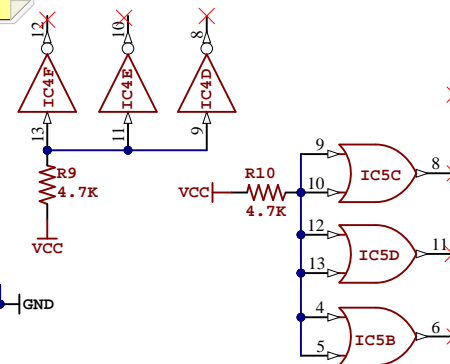 12
10
8
IC4F
IC4E
IC4D
13
11
9
R9
4.7K
VCC
R10
VCC
4.7K
9
10
IC5C
8
12
13
IC5D
11
4
5
IC5B
6
GND